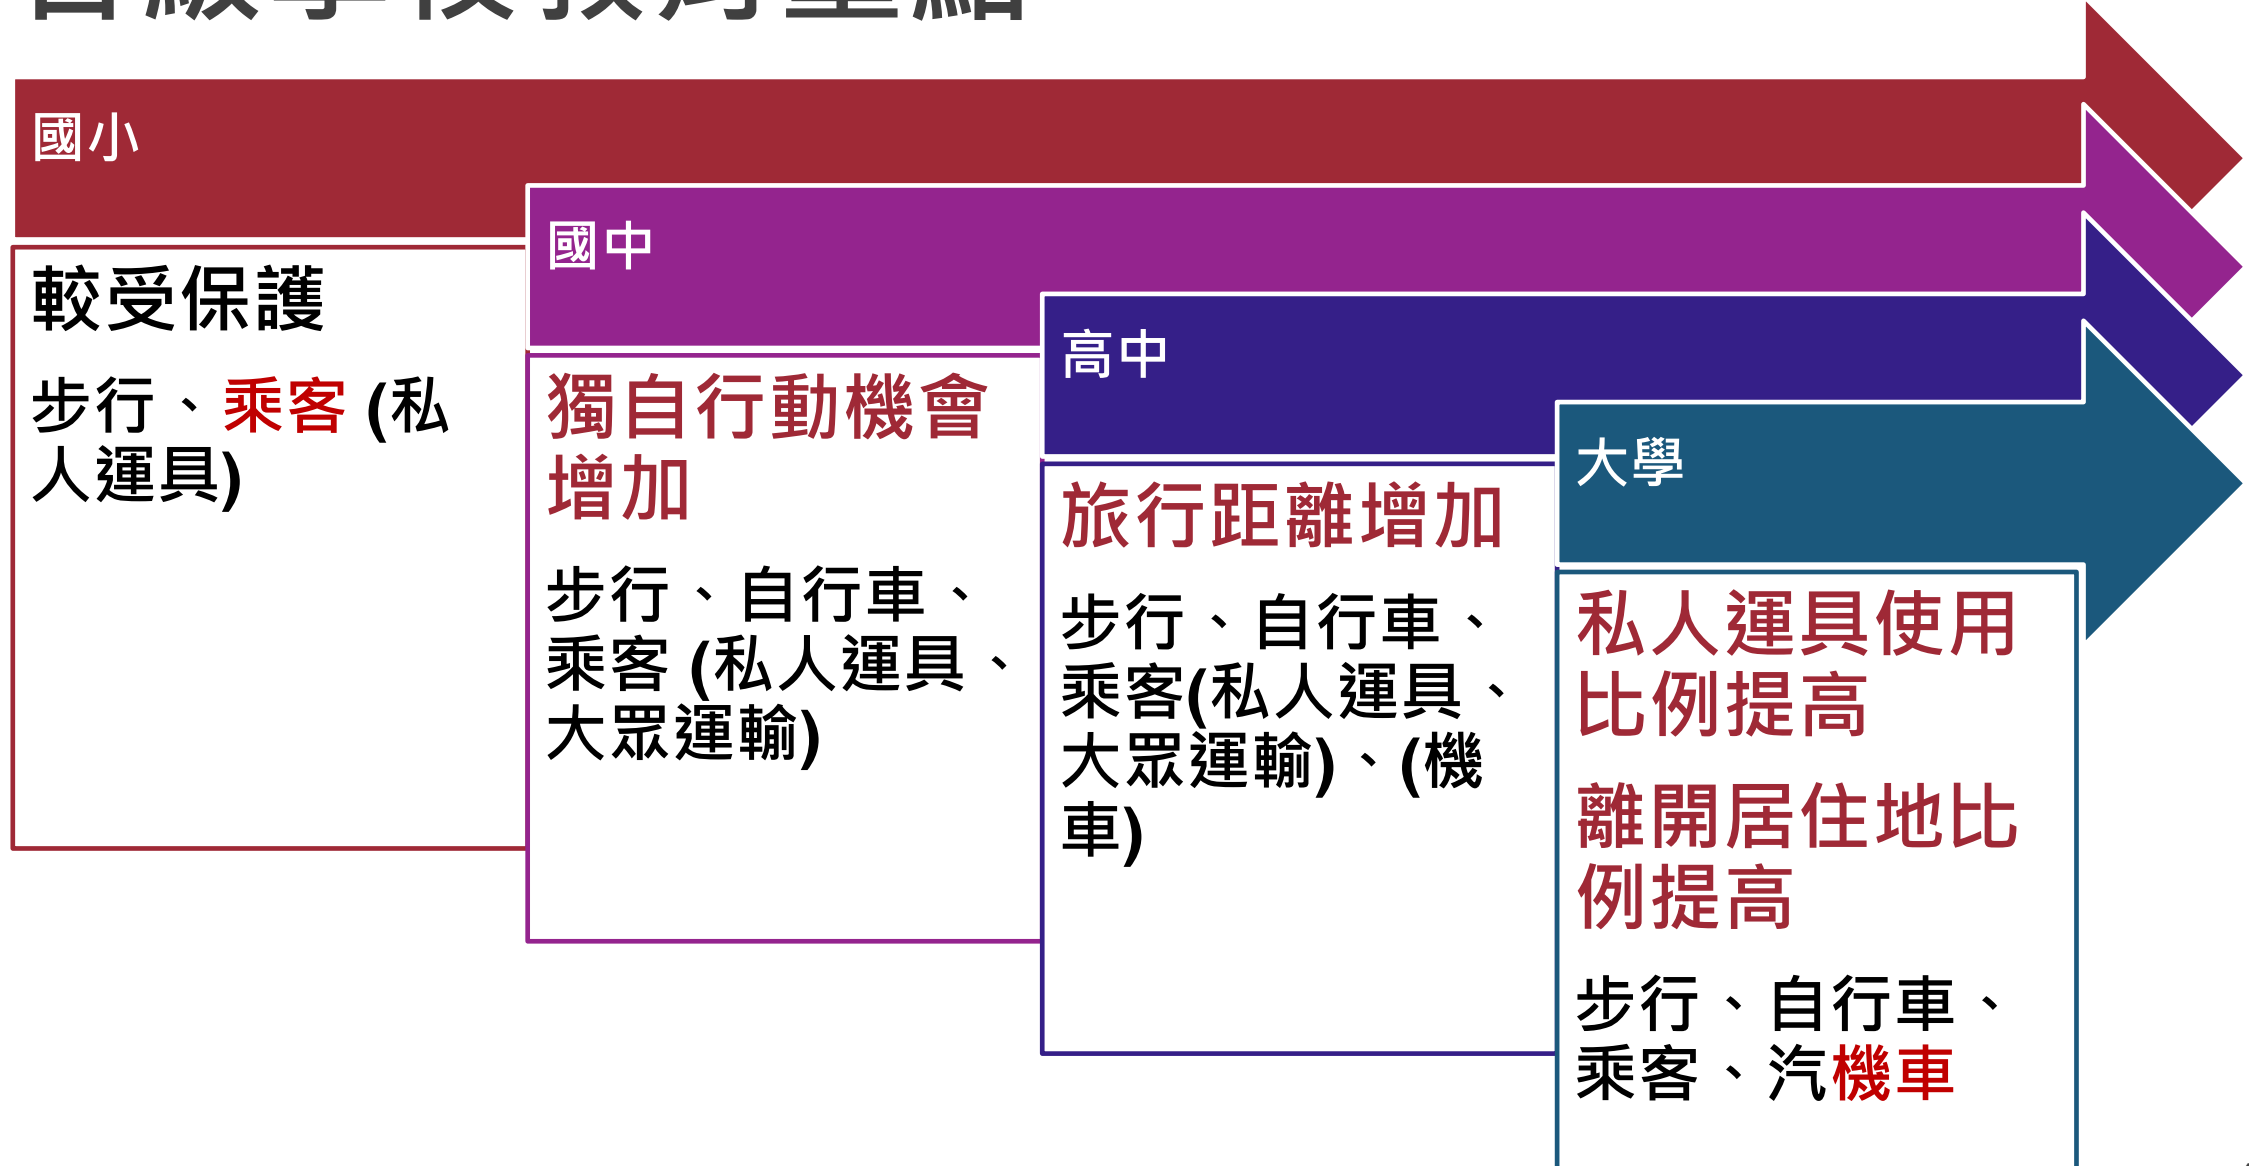 國小
較受保護
步行、乘客 (私
人運具)
國中
獨自行動機會
增加
步行、自行車、
乘客 (私人運具、
大眾運輸)
高中
旅行距離增加
步行、自行車、
乘客(私人運具、
大眾運輸)、(機
車)
大學
私人運具使用
比例提高
離開居住地比
例提高
步行、自行車、
乘客、汽機車